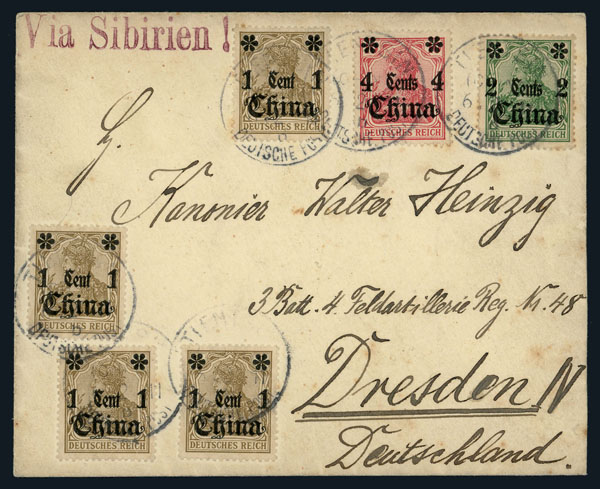 Via Sibirien!
1 Cent 1
China
DEUTSCHES REICH
4 Cents 4
China
DEUTSCHES REICH
2 Cents 2
China
DEUTSCHES REICH
DEUTSCHE
Kanonier Walter Heinzig
1 Cent 1
China
DEUTSCHES REICH
DEUTSCHE
3 Batt. 4. Feldartillerie Reg. Nr. 48
1 Cent 1
China
DEUTSCHES REICH
1 Cent 1
China
DEUTSCHES REICH
Dresden N
Deutschland.